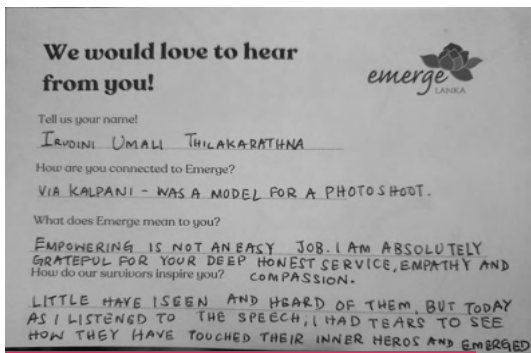 We would love to hear
from you!
emerge
LANKA
Tell us your name!
IRUDINI UMALI THILAKARATHNA
How are you connected to Emerge?
VIA KALPANI - WAS A MODEL FOR A PHOTOSHOOT.
What does Emerge mean to you?
EMPOWERING IS NOT AN EASY JOB. I AM ABSOLUTELY
GRATEFUL FOR YOUR DEEP HONEST SERVICE, EMPATHY AND
COMPASSION.
How do our survivors inspire you?
LITTLE HAVE I SEEN AND HEARD OF THEM, BUT TODAY
AS I LISTENED TO THE SPEECH, I HAD TEARS TO SEE
HOW THEY HAVE TOUCHED THEIR INNER HEROS AND EMERGED